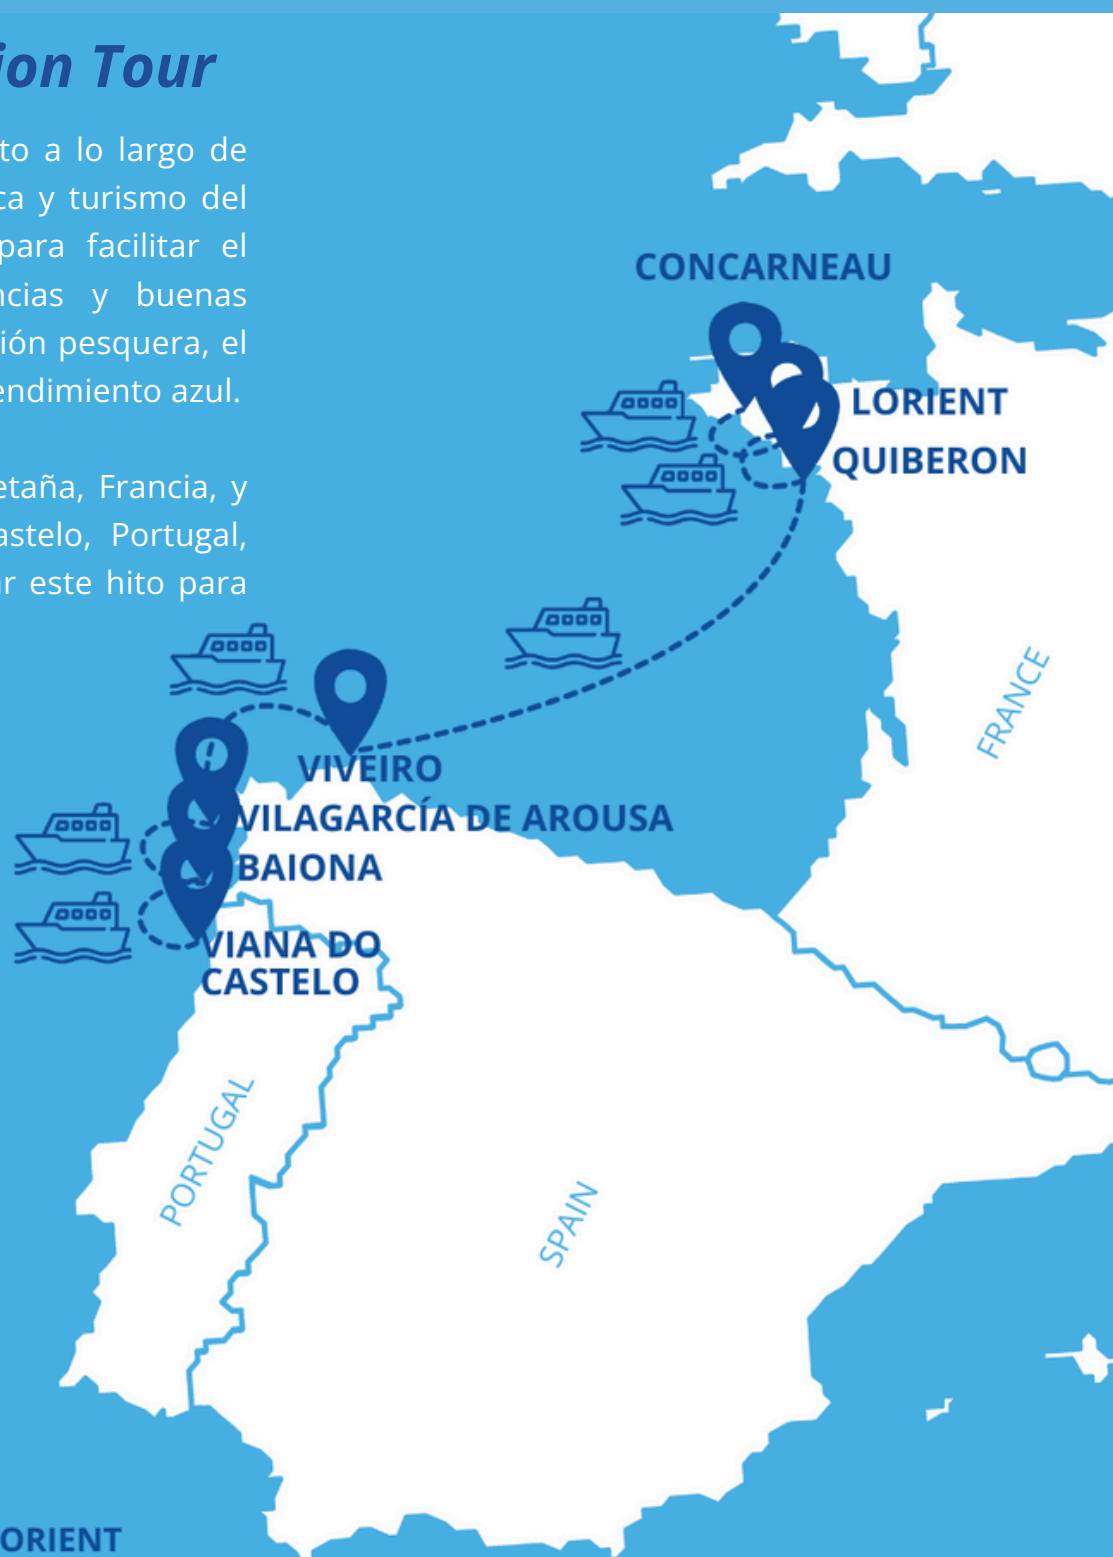 ion Tour
to a lo largo de
ca y turismo del
para facilitar el
ncias y buenas
ión pesquera, el
endimiento azul.
etaña, Francia, y
astelo, Portugal,
ar este hito para
CONCARNEAU
LORIENT
QUIBERON
FRANCE
VIVEIRO
VILAGARCÍA DE AROUSA
BAIONA
VIANA DO
CASTELO
PORTUGAL
SPAIN
ORIENT